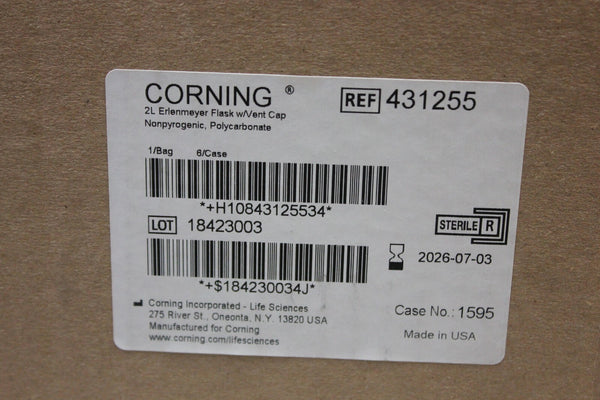 CORNING ®
REF 431255
2L Erlenmeyer Flask w/Vent Cap
Nonpyrogenic, Polycarbonate
1/Bag 6/Case
*+H10843125534*
LOT 18423003
STERILE R
2026-07-03
*+$184230034J*
Corning Incorporated - Life Sciences
275 River St., Oneonta, N.Y. 13820 USA
Manufactured for Corning
www.corning.com/lifesciences
Case No.: 1595
Made in USA